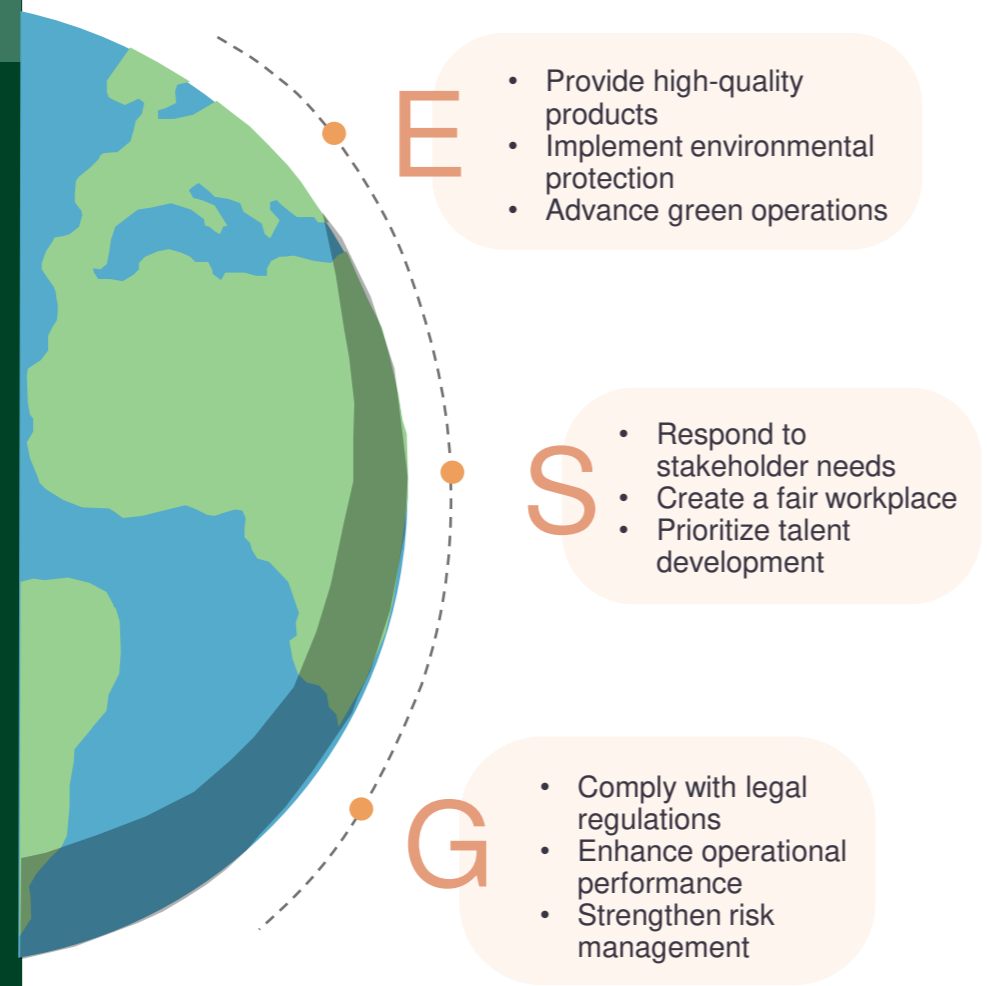 E
• Provide high-quality
products
• Implement environmental
protection
• Advance green operations
S
• Respond to
stakeholder needs
• Create a fair workplace
• Prioritize talent
development
G
• Comply with legal
regulations
• Enhance operational
performance
• Strengthen risk
management